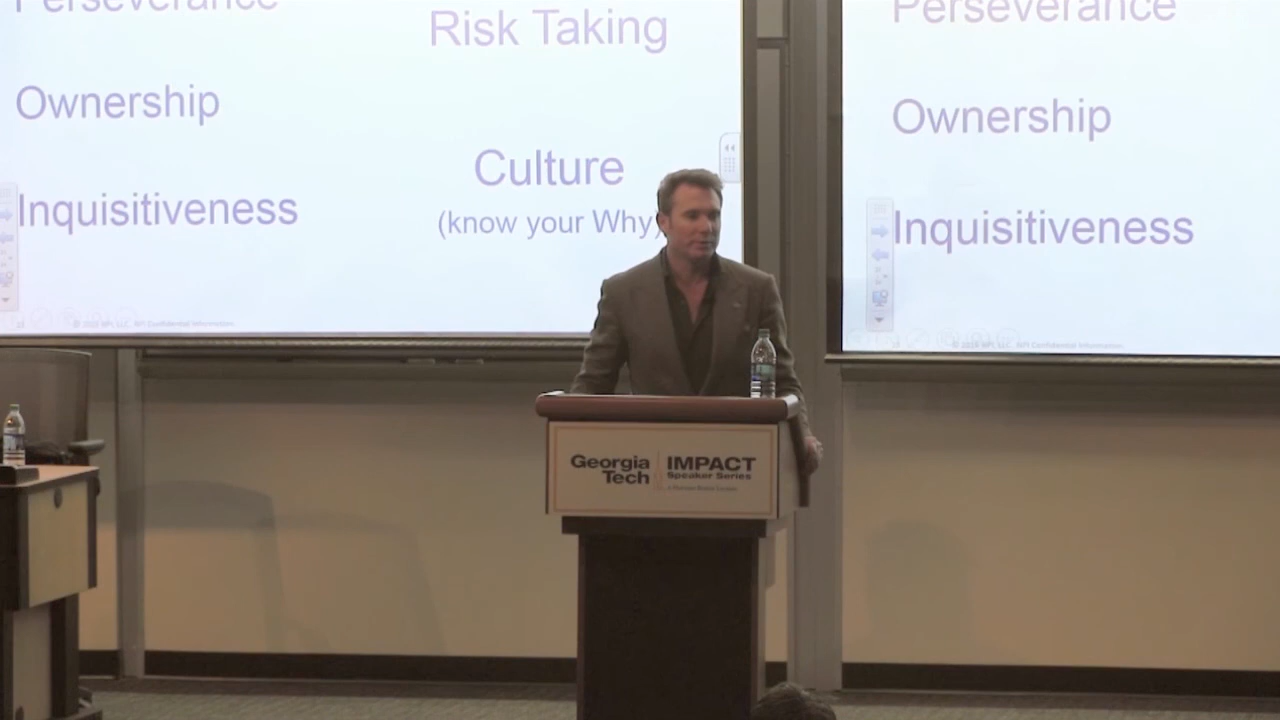 Perseverance
Risk Taking
Ownership
Culture
(know your Why)
Inquisitiveness
Perseverance
Ownership
Inquisitiveness
Georgia Tech
IMPACT
Speaker Series